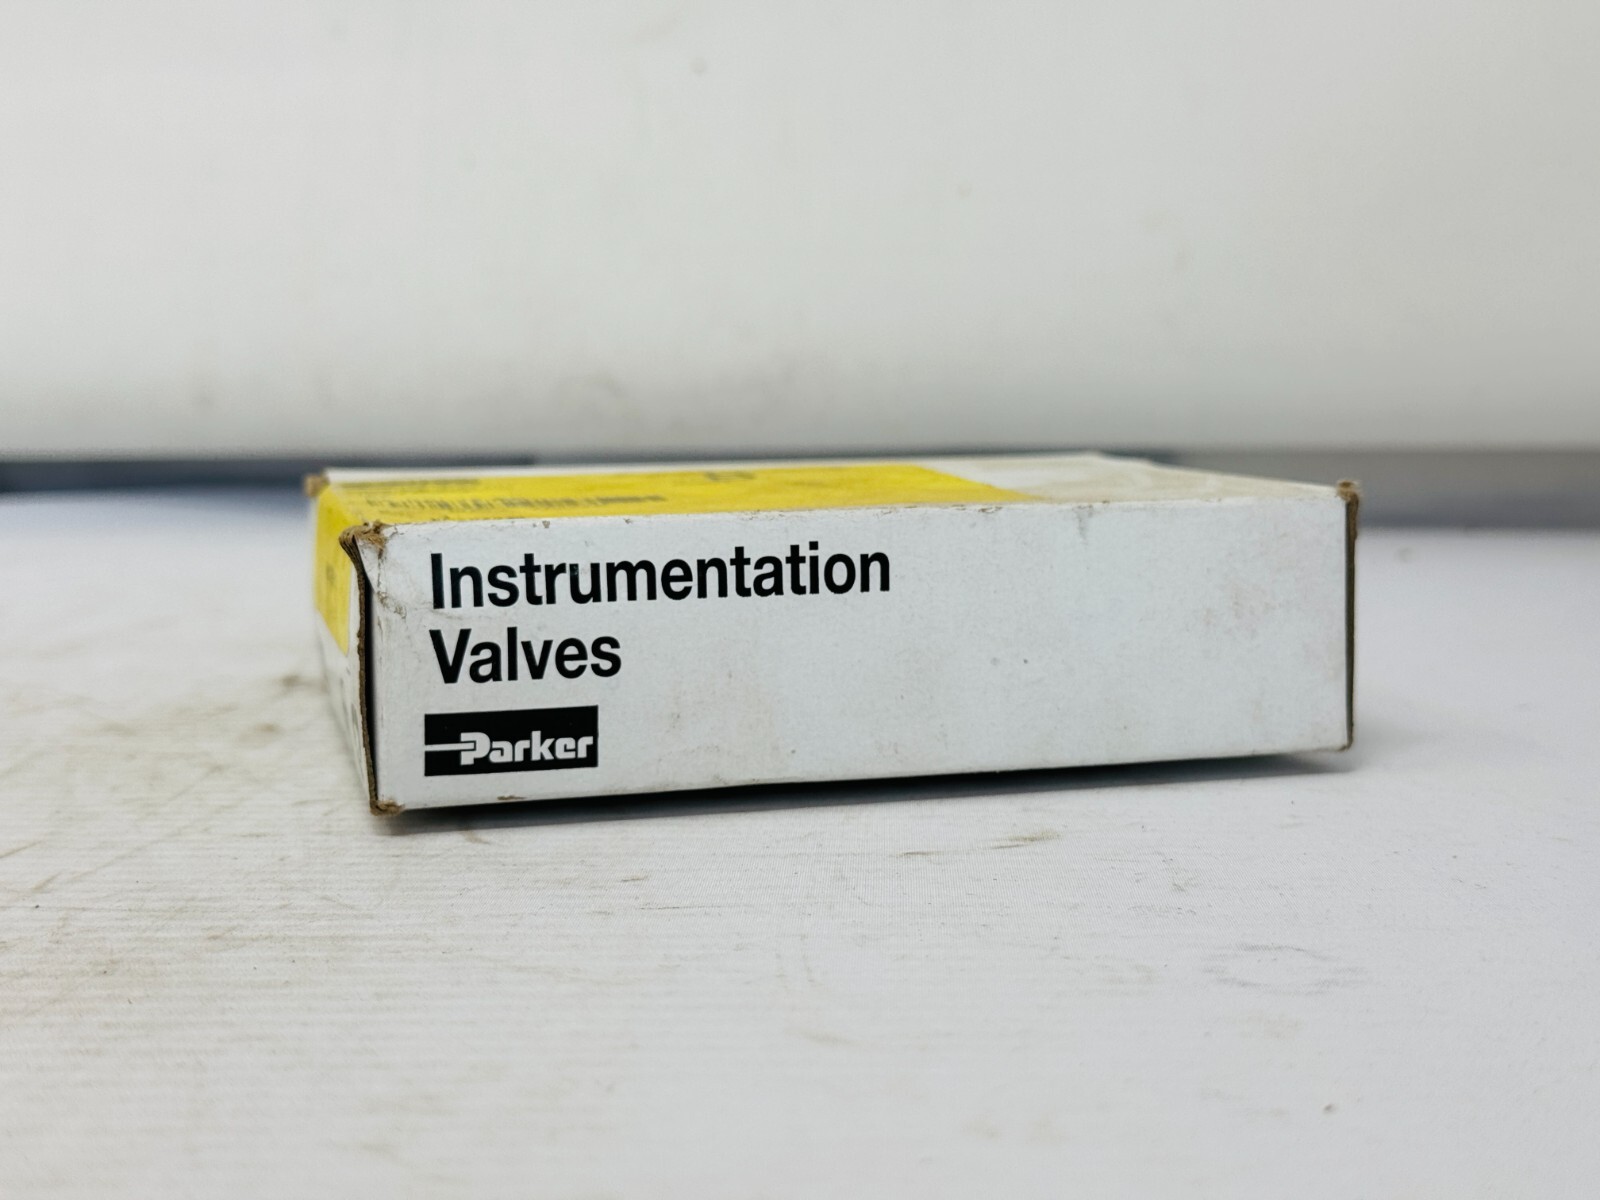 Instrumentation
Valves
Parker